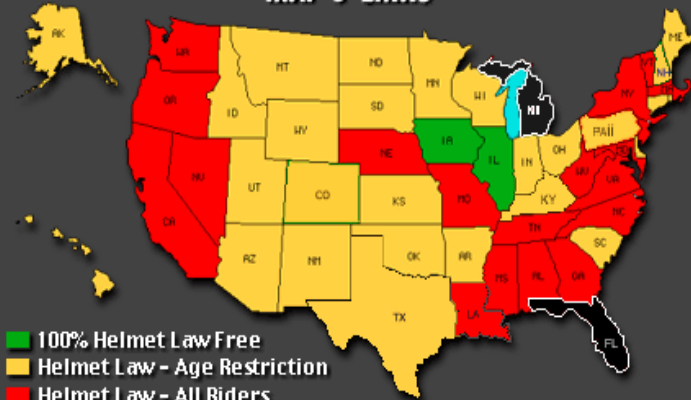 AK
WA
MT
ND
MN
ME
VT
NH
OR
ID
SD
WI
MI
NY
WY
IA
PAII
NE
IL
IN
OH
NV
UT
CO
KS
MO
KY
WV
VA
CA
NC
TN
AZ
NM
OK
AR
SC
MS
AL
GA
TX
LA
FL
100% Helmet Law Free
Helmet Law - Age Restriction
Helmet Law - All Riders